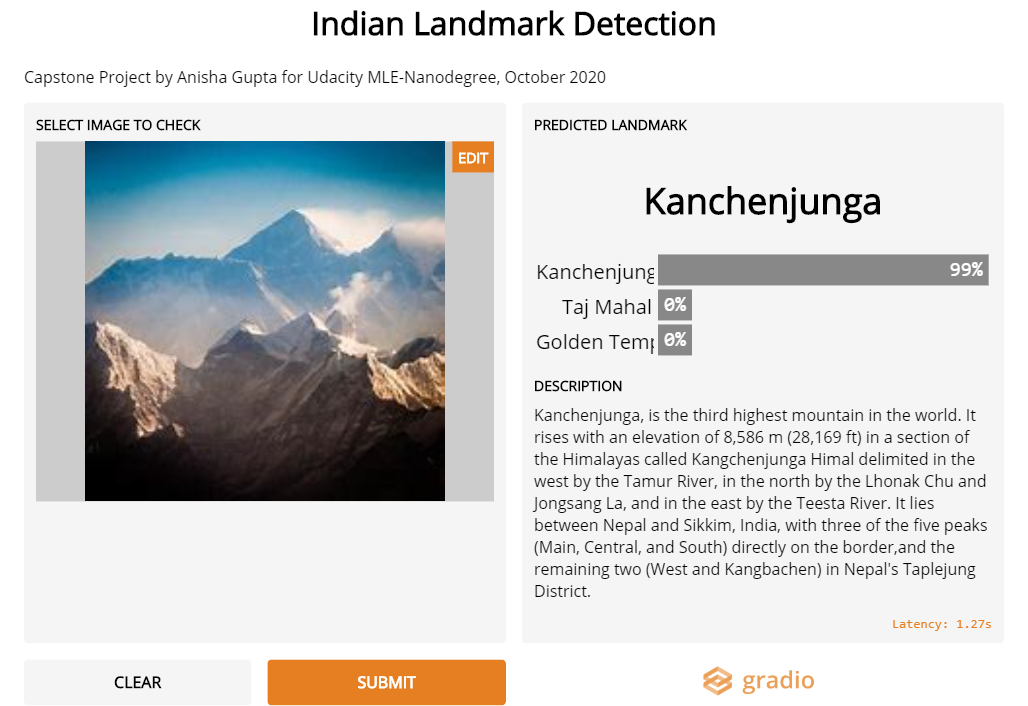 Indian Landmark Detection
Capstone Project by Anisha Gupta for Udacity MLE-Nanodegree, October 2020
SELECT IMAGE TO CHECK
EDIT
PREDICTED LANDMARK
Kanchenjunga
Kanchenjung 99%
Taj Mahal 0%
Golden Temp 0%
DESCRIPTION
Kanchenjunga, is the third highest mountain in the world. It
rises with an elevation of 8,586 m (28,169 ft) in a section of
the Himalayas called Kangchenjunga Himal delimited in the
west by the Tamur River, in the north by the Lhonak Chu and
Jongsang La, and in the east by the Teesta River. It lies
between Nepal and Sikkim, India, with three of the five peaks
(Main, Central, and South) directly on the border,and the
remaining two (West and Kangbachen) in Nepal's Taplejung
District.
Latency: 1.27s
CLEAR
SUBMIT
gradio